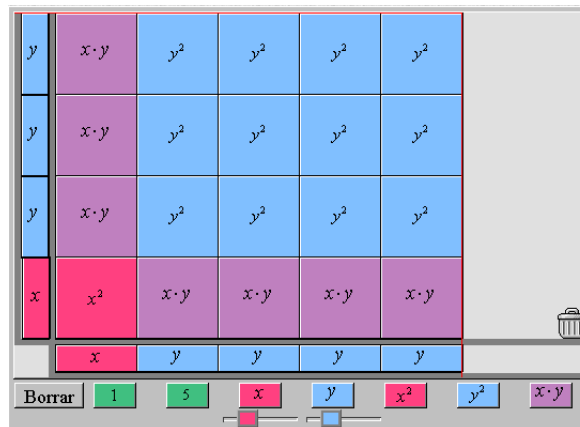 y x·y y² y² y² y²
y x·y y² y² y² y²
y x·y y² y² y² y²
x x² x·y x·y x·y x·y
x y y y y
Borrar 1 5 x y x² y² x·y